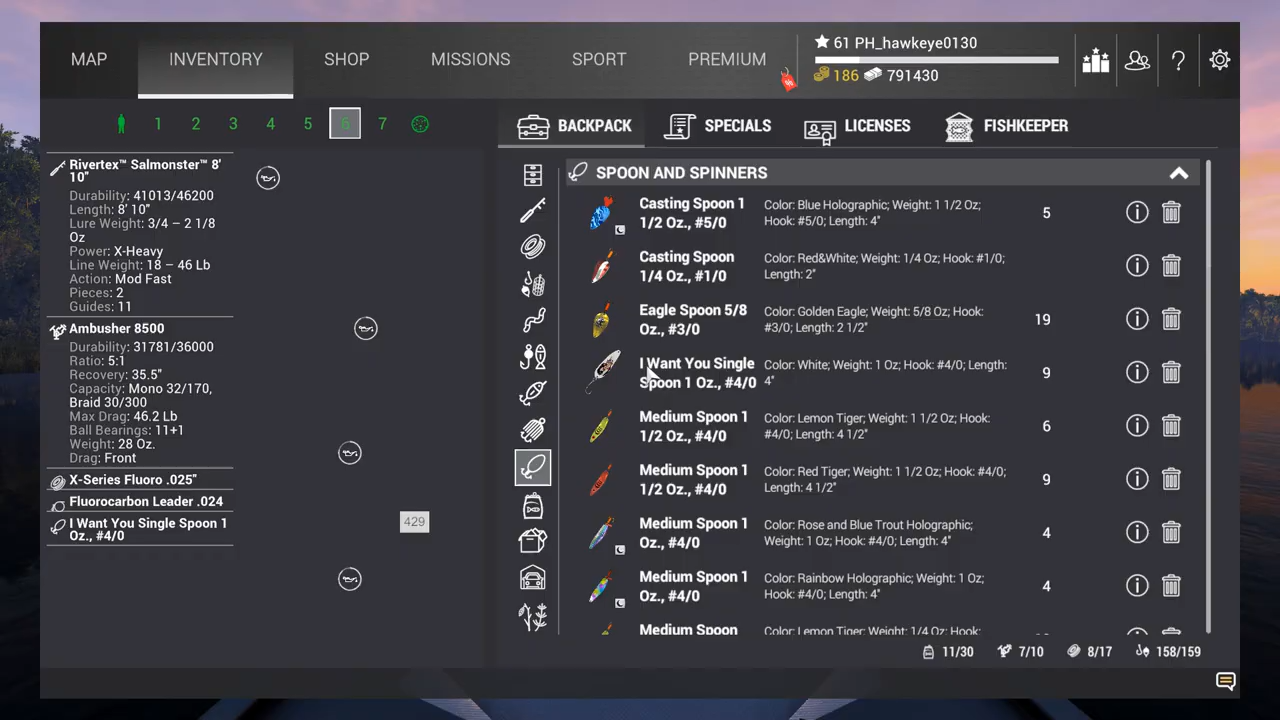 MAP
INVENTORY
SHOP
MISSIONS
SPORT
PREMIUM
61 PH_hawkeye0130
186 791430
1 2 3 4 5 6 7
BACKPACK
SPECIALS
LICENSES
FISHKEEPER
Rivertex™ Salmonster™ 8'
10"
Durability: 41013/46200
Length: 8' 10"
Lure Weight: 3/4 – 2 1/8
Oz
Power: X-Heavy
Line Weight: 18 – 46 Lb
Action: Mod Fast
Pieces: 2
Guides: 11
Ambusher 8500
Durability: 31781/36000
Ratio: 5:1
Recovery: 35.5"
Capacity: Mono 32/170,
Braid 30/300
Max Drag: 46.2 Lb
Ball Bearings: 11+1
Weight: 28 Oz.
Drag: Front
X-Series Fluoro .025"
Fluorocarbon Leader .024
I Want You Single Spoon 1
Oz., #4/0
429
SPOON AND SPINNERS
Casting Spoon 1
1/2 Oz., #5/0
Color: Blue Holographic; Weight: 1 1/2 Oz;
Hook: #5/0; Length: 4"
5
Casting Spoon
1/4 Oz., #1/0
Color: Red&White; Weight: 1/4 Oz; Hook: #1/0;
Length: 2"
Eagle Spoon 5/8
Oz., #3/0
Color: Golden Eagle; Weight: 5/8 Oz; Hook:
#3/0; Length: 2 1/2"
19
I Want You Single
Spoon 1 Oz., #4/0
Color: White; Weight: 1 Oz; Hook: #4/0; Length:
4"
9
Medium Spoon 1
1/2 Oz., #4/0
Color: Lemon Tiger; Weight: 1 1/2 Oz; Hook:
#4/0; Length: 4 1/2"
6
Medium Spoon 1
1/2 Oz., #4/0
Color: Red Tiger; Weight: 1 1/2 Oz; Hook: #4/0;
Length: 4 1/2"
9
Medium Spoon 1
Oz., #4/0
Color: Rose and Blue Trout Holographic;
Weight: 1 Oz; Hook: #4/0; Length: 4"
4
Medium Spoon 1
Oz., #4/0
Color: Rainbow Holographic; Weight: 1 Oz;
Hook: #4/0; Length: 4"
4
Medium Spoon
Color: Lemon Tiger; Weight: 1/4 Oz; Hook:
11/30 7/10 8/17 158/159